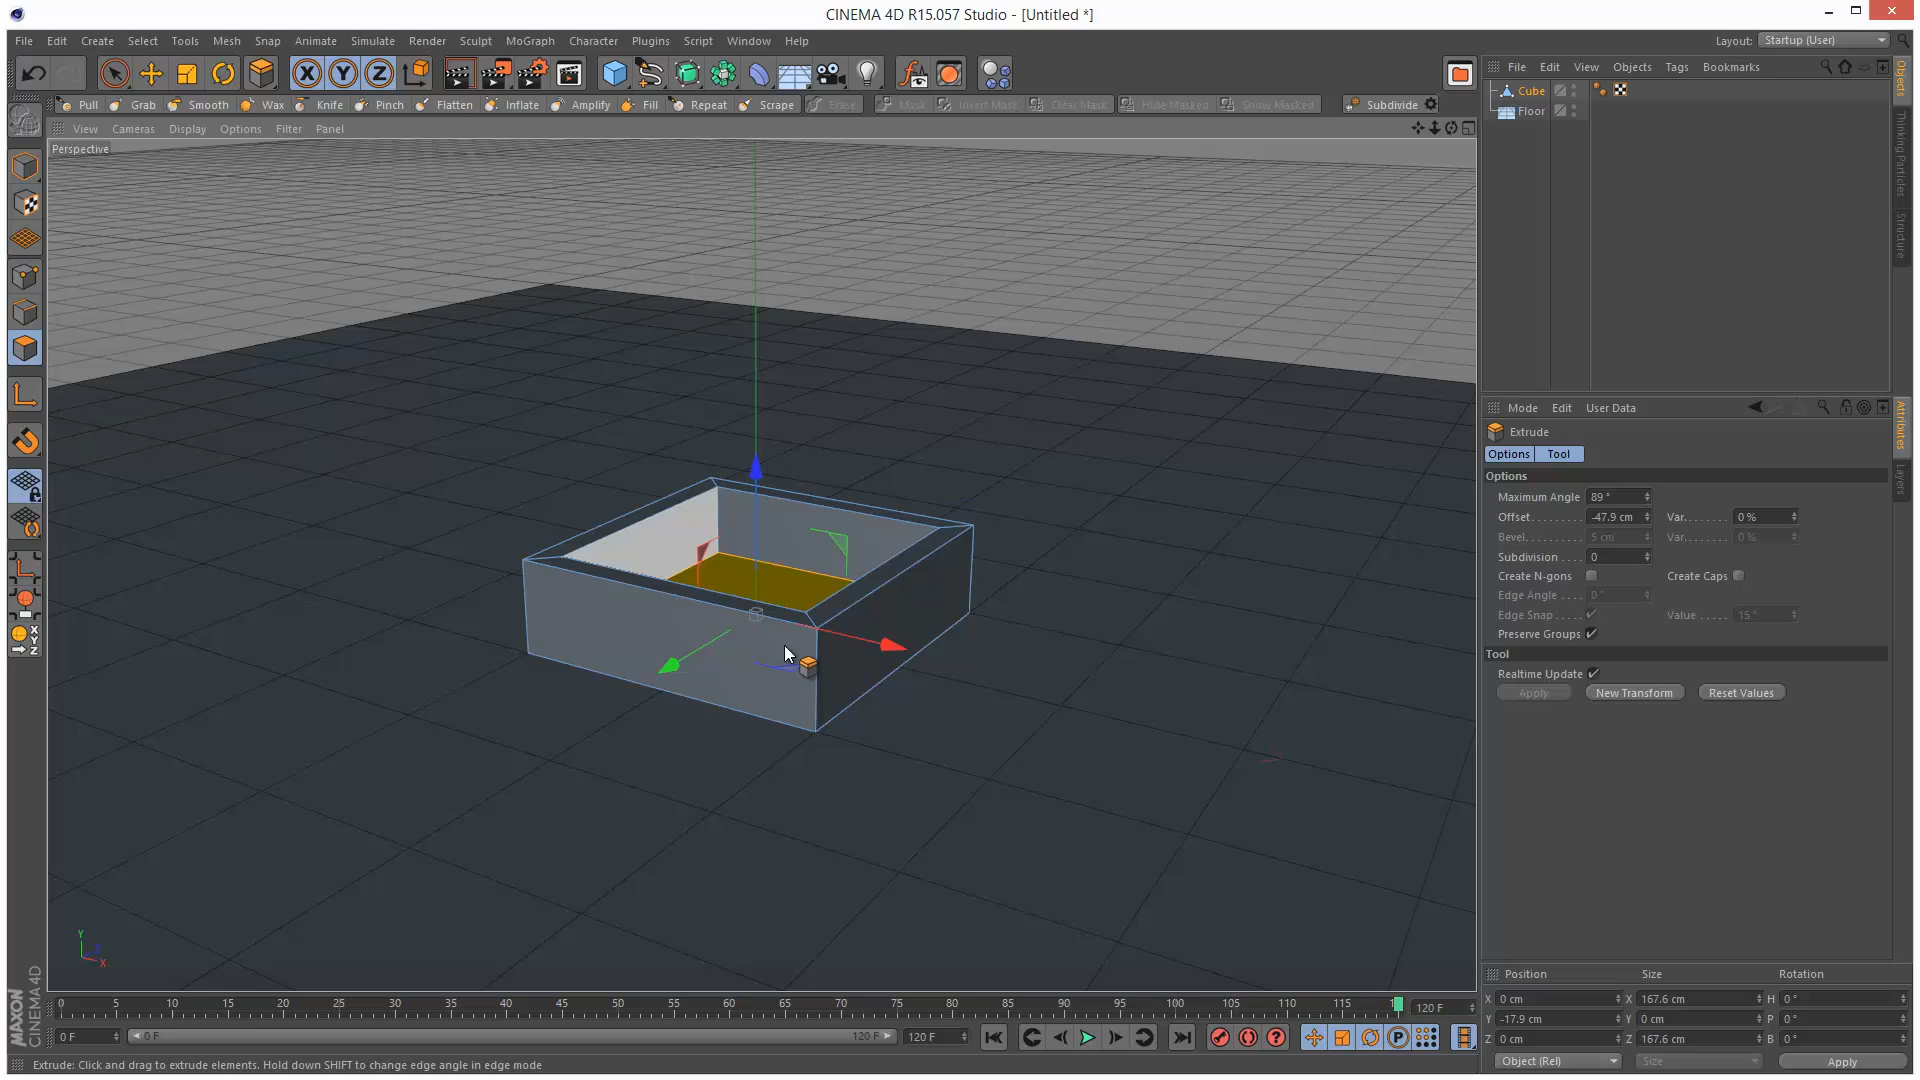 CINEMA 4D R15.057 Studio - [Untitled *]
File Edit Create Select Tools Mesh Snap Animate Simulate Render Sculpt MoGraph Character Plugins Script Window Help
Layout: Startup (User)
X Y Z
File Edit View Objects Tags Bookmarks
Pull Grab Smooth Wax Knife Pinch Flatten Inflate Amplify Fill Repeat Scrape Erase Mask Invert Mask Clear Mask Hide Masked Show Masked Subdivide
Cube
Floor
View Cameras Display Options Filter Panel
Perspective
Objects
Thinking Particles
Structure
Mode Edit User Data
Extrude
Options Tool
Options
Maximum Angle 89 °
Offset......... -47.9 cm Var....... 0 %
Bevel.......... 5 cm Var....... 0 %
Subdivision . . . . 0
Create N-gons Create Caps
Edge Angle . . . . 0 °
Edge Snap . . . . Value ..... 15 °
Preserve Groups
Tool
Realtime Update
Apply New Transform Reset Values
Attributes
Layers
X
Y
Z
Y
Z
X
MAXON
CINEMA 4D
0 5 10 15 20 25 30 35 40 45 50 55 60 65 70 75 80 85 90 95 100 105 110 115 120 F
0 F 0 F 120 F 120 F
P
Position Size Rotation
X 0 cm X 167.6 cm H 0 °
Y -17.9 cm Y 0 cm P 0 °
Z 0 cm Z 167.6 cm B 0 °
Object (Rel) Size Apply
Extrude: Click and drag to extrude elements. Hold down SHIFT to change edge angle in edge mode